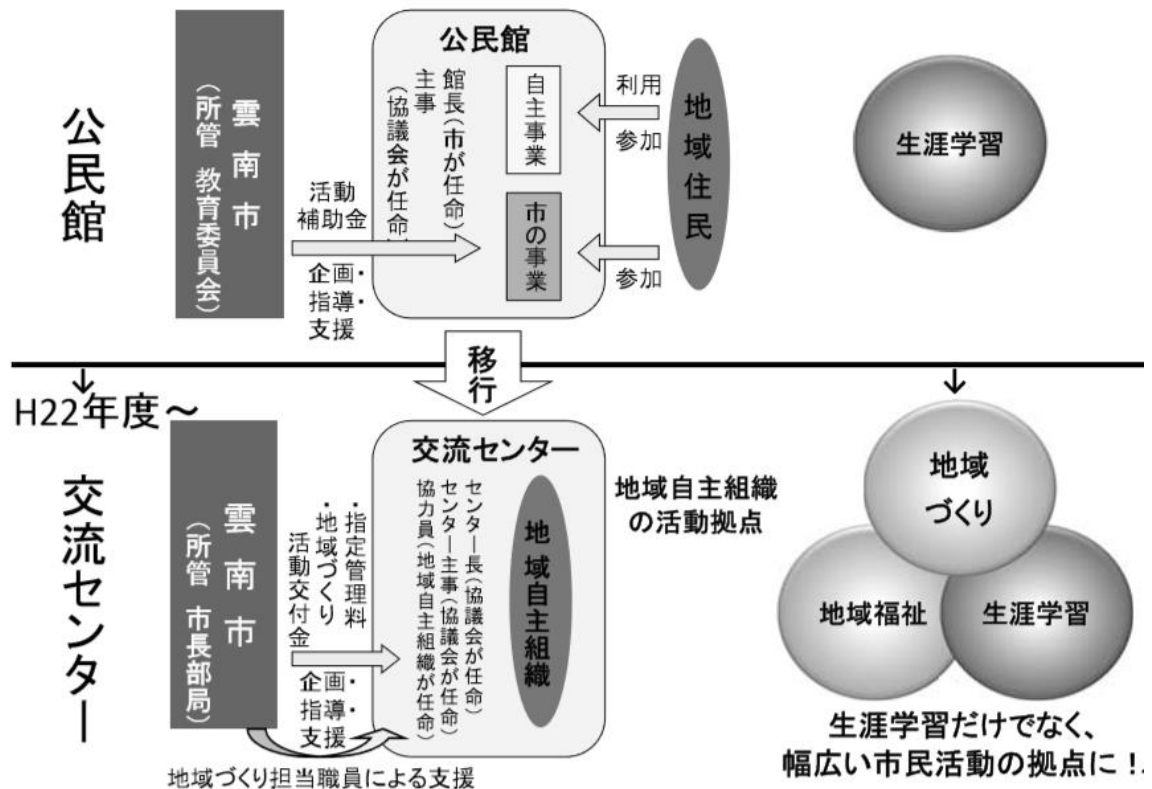 公民館
雲南市
（所管 教育委員会）
活動
補助金
企画・
指導・
支援
公民館
館長（市が任命）
主事
（協議会が任命）
自主事業
市の事業
利用
参加
参加
地域住民
生涯学習
移行
H22年度～
交流センター
雲南市
（所管 市長部局）
・指定管理料
・地域づくり
活動交付金
企画・
指導・
支援
地域づくり担当職員による支援
交流センター
センター長（協議会が任命）
センター主事（協議会が任命）
協力員（地域自主組織が任命）
地域自主組織
地域自主組織
の活動拠点
地域
づくり
地域福祉
生涯学習
生涯学習だけでなく、
幅広い市民活動の拠点に！